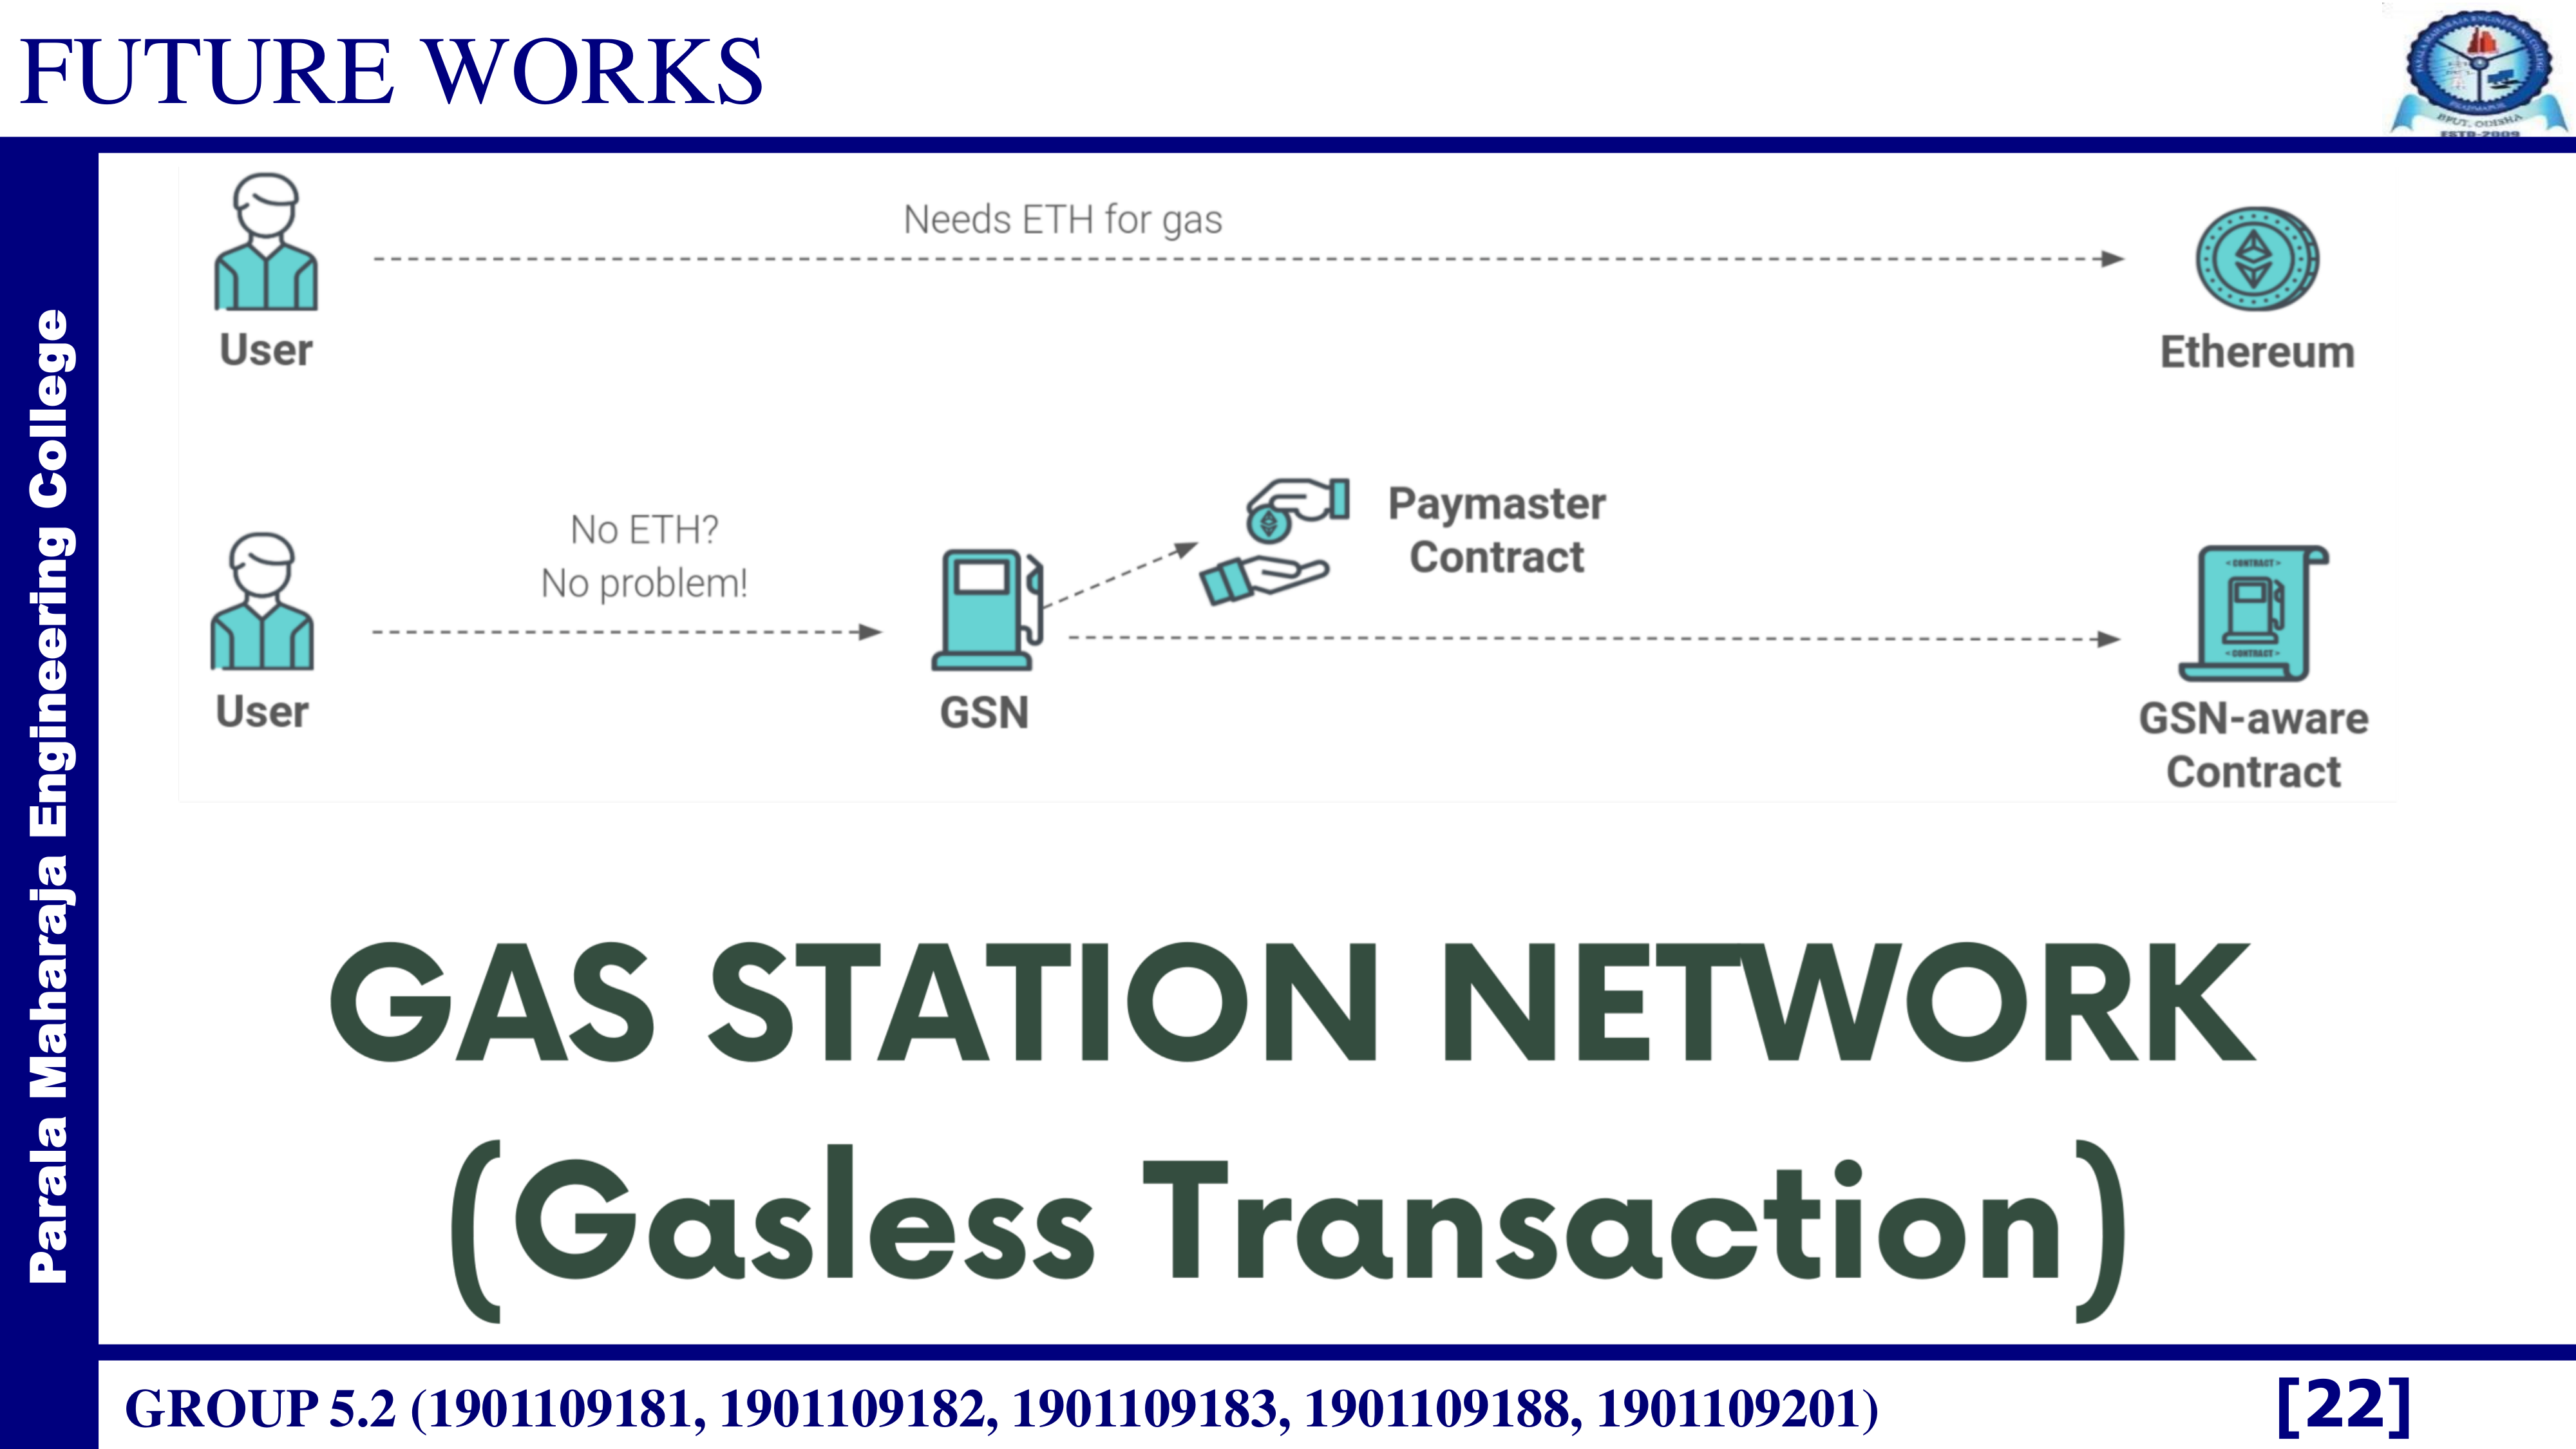 FUTURE WORKS
BPUT, ODISHA
ESTD-2009
Parala Maharaja Engineering College
Needs ETH for gas
User
Ethereum
No ETH?
No problem!
Paymaster
Contract
< CONTRACT >
< CONTRACT >
User
GSN
GSN-aware
Contract
GAS STATION NETWORK
(Gasless Transaction)
GROUP 5.2 (1901109181, 1901109182, 1901109183, 1901109188, 1901109201)
[22]